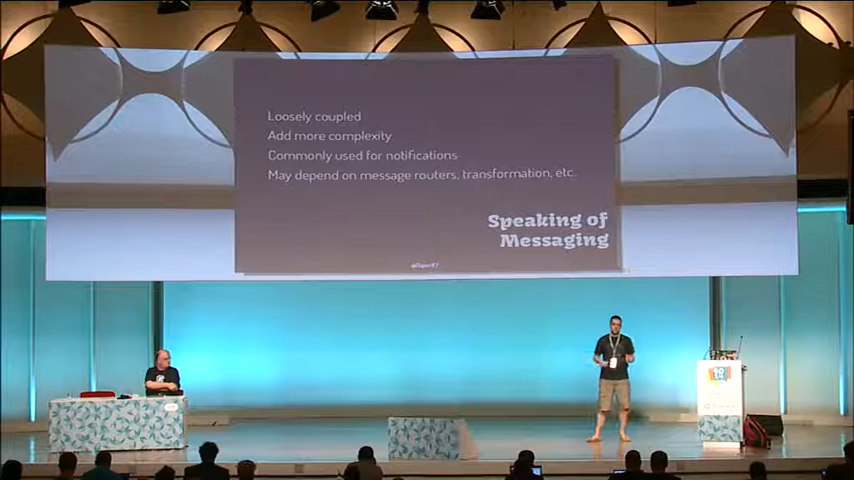 Loosely coupled
Add more complexity
Commonly used for notifications
May depend on message routers, transformation, etc.
Speaking of
Messaging